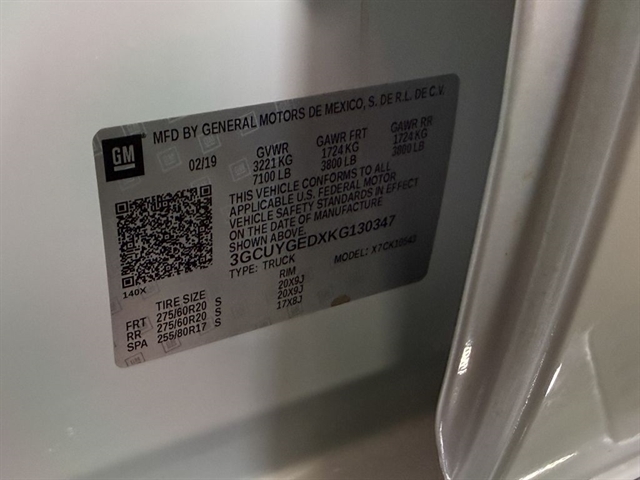 MFD BY GENERAL MOTORS DE MEXICO, S. DE R.L. DE C.V.
GM
02/19 GVWR GAWR FRT GAWR RR
3221 KG 1724 KG 1724 KG
7100 LB 3800 LB 3800 LB
THIS VEHICLE CONFORMS TO ALL
APPLICABLE U.S. FEDERAL MOTOR
VEHICLE SAFETY STANDARDS IN EFFECT
ON THE DATE OF MANUFACTURE
SHOWN ABOVE.
3GCUYGEDXKG130347
TYPE: TRUCK MODEL: X7CK10543
140X
TIRE SIZE RIM
FRT 275/60R20 S 20X9J
RR 275/60R20 S 20X9J
SPA 255/80R17 S 17X8J